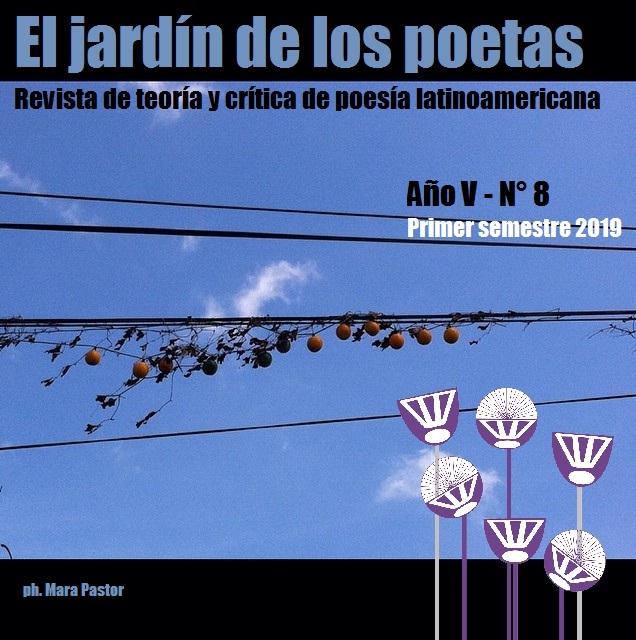 El jardín de los poetas
Revista de teoría y crítica de poesía latinoamericana
Año V - N° 8
Primer semestre 2019
ph. Mara Pastor